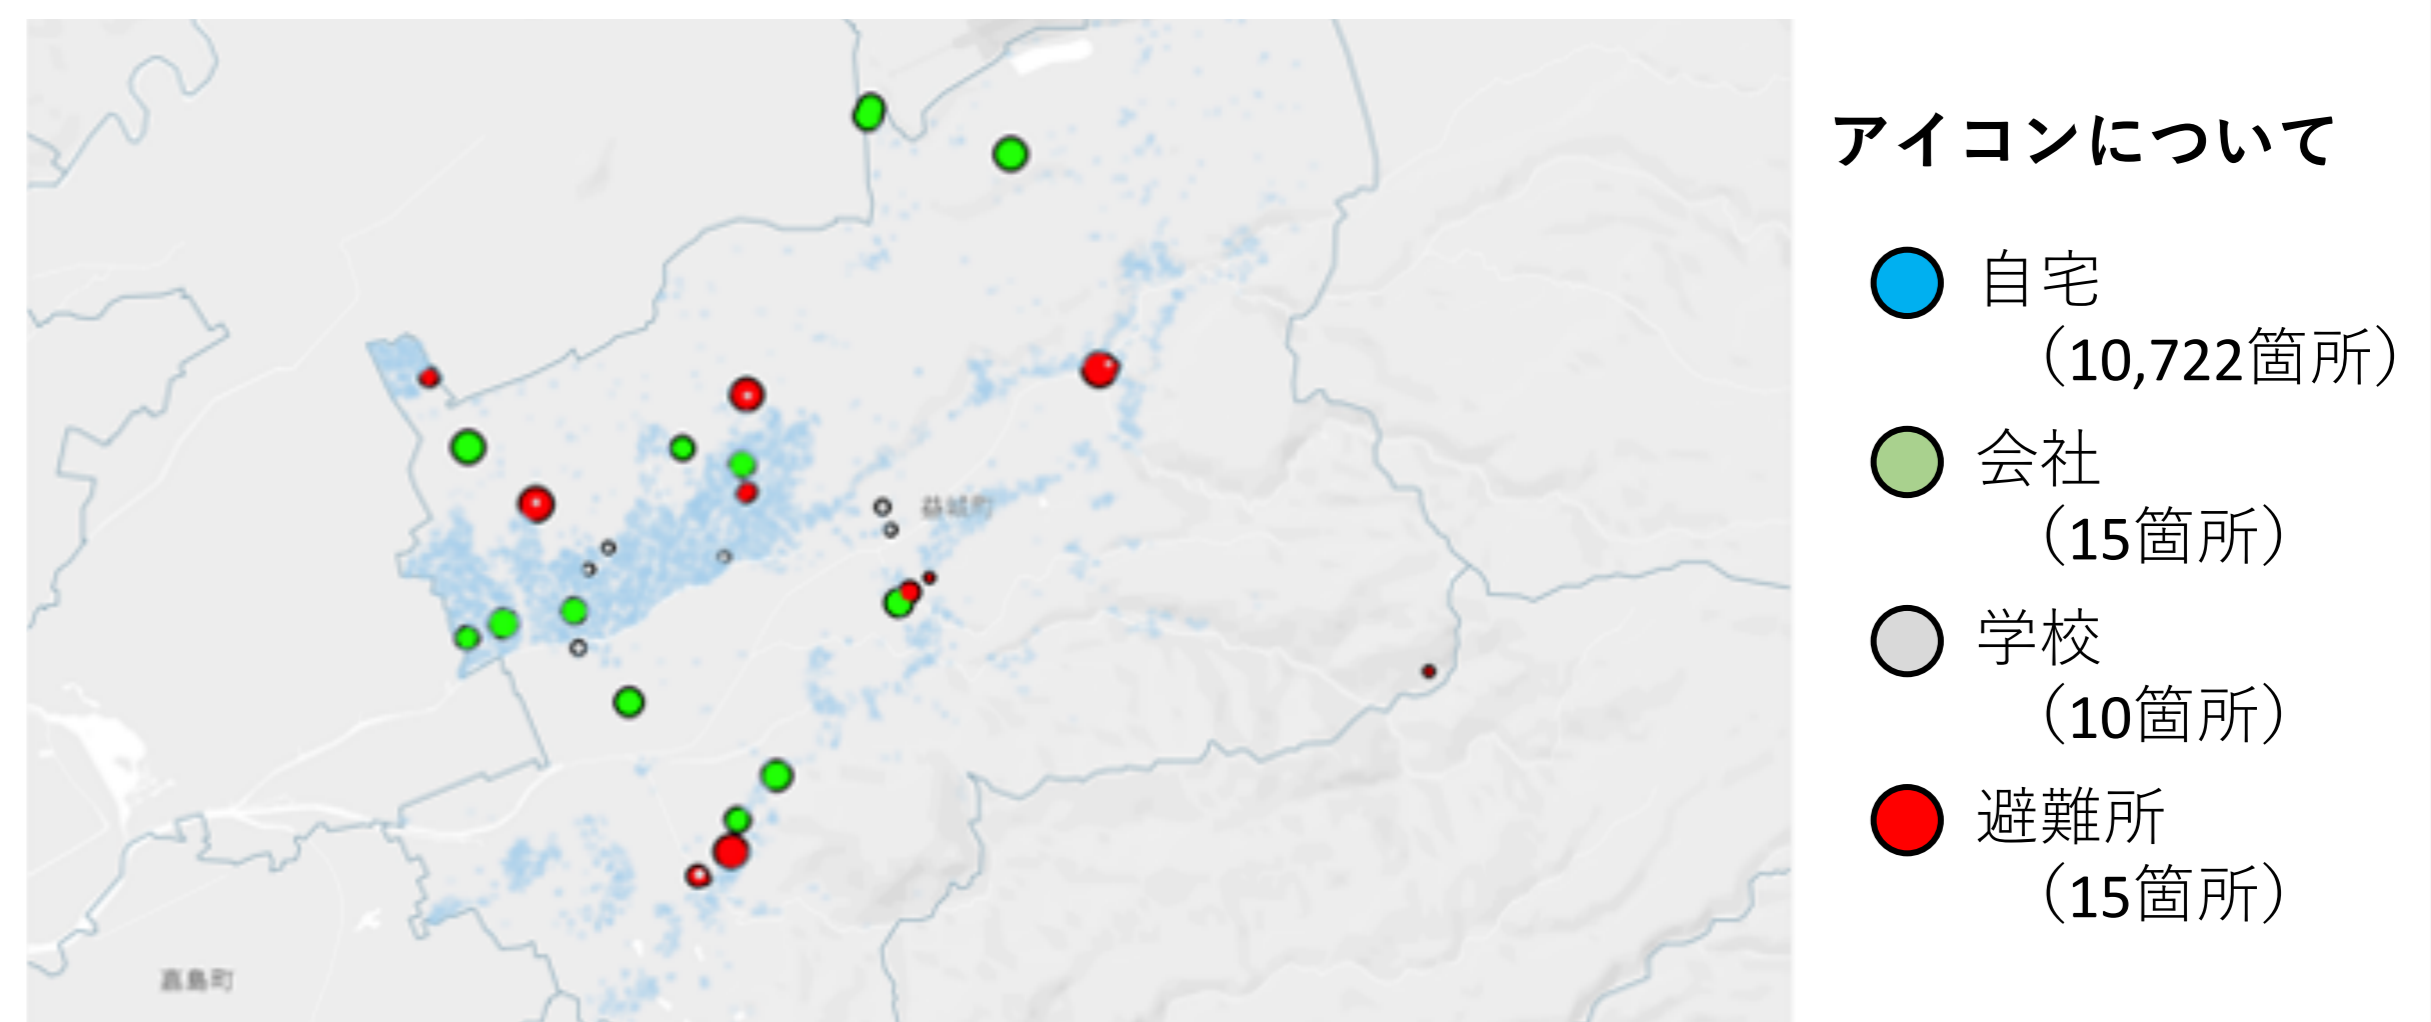 益城町
嘉島町
アイコンについて
自宅
（10,722箇所）
会社
（15箇所）
学校
（10箇所）
避難所
（15箇所）